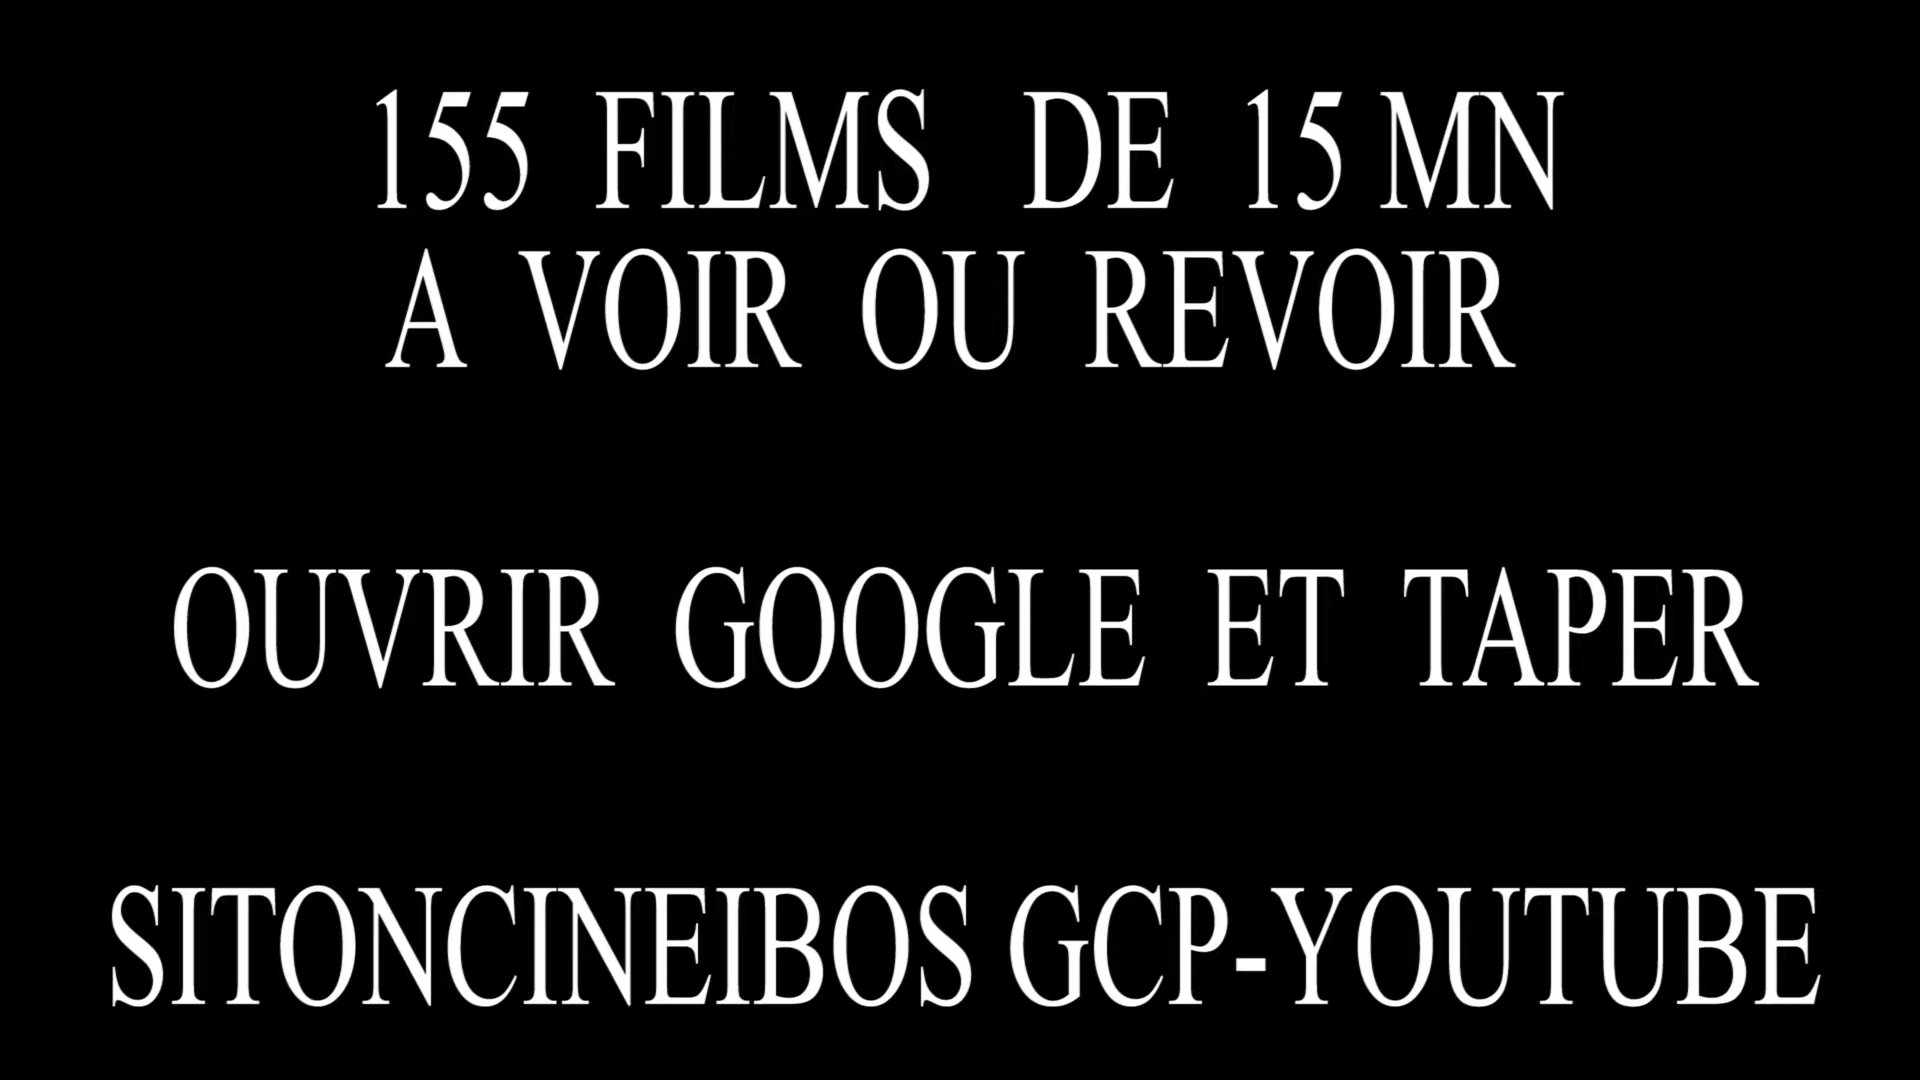 155 FILMS DE 15 MN
A VOIR OU REVOIR
OUVRIR GOOGLE ET TAPER
SITONCINEIBOS GCP-YOUTUBE